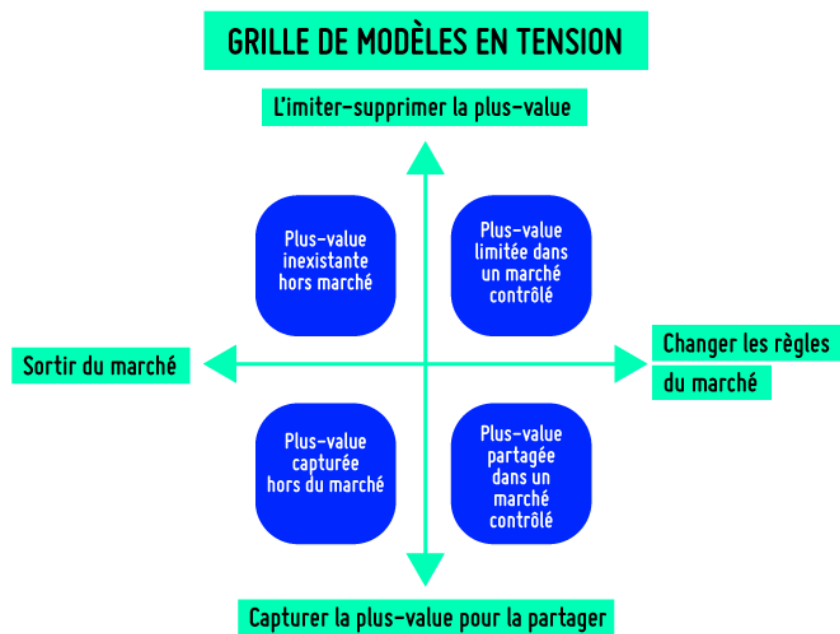 GRILLE DE MODÈLES EN TENSION
L'imiter-supprimer la plus-value
Plus-value
inexistante
hors marché
Plus-value
limitée dans
un marché
contrôlé
Sortir du marché
Changer les règles
du marché
Plus-value
capturée
hors du marché
Plus-value
partagée
dans un
marché
contrôlé
Capturer la plus-value pour la partager